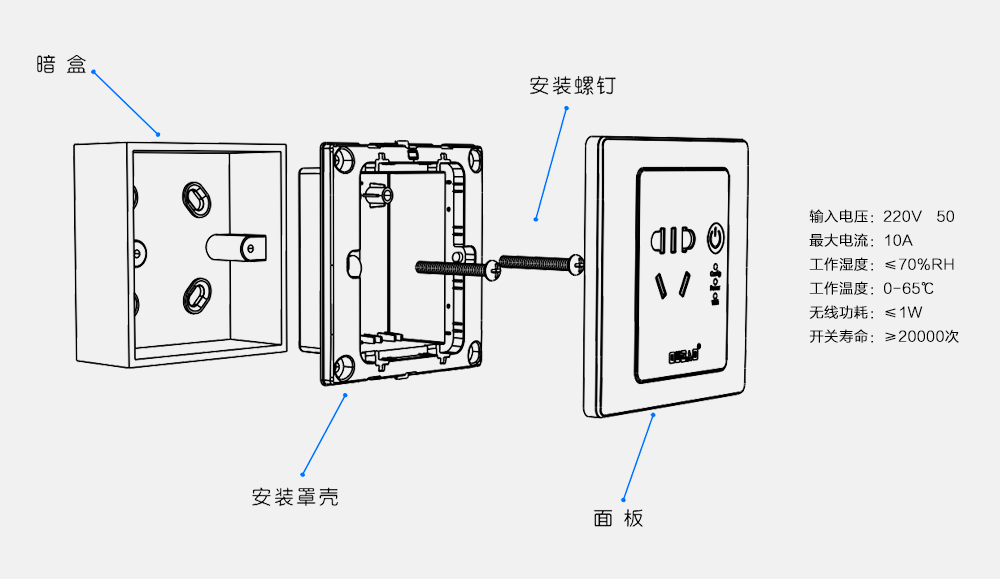 暗 盒
安装螺钉
输入电压：220V 50
最大电流：10A
工作湿度：≤70%RH
工作温度：0-65℃
无线功耗：≤1W
开关寿命：≥20000次
安装罩壳
面 板